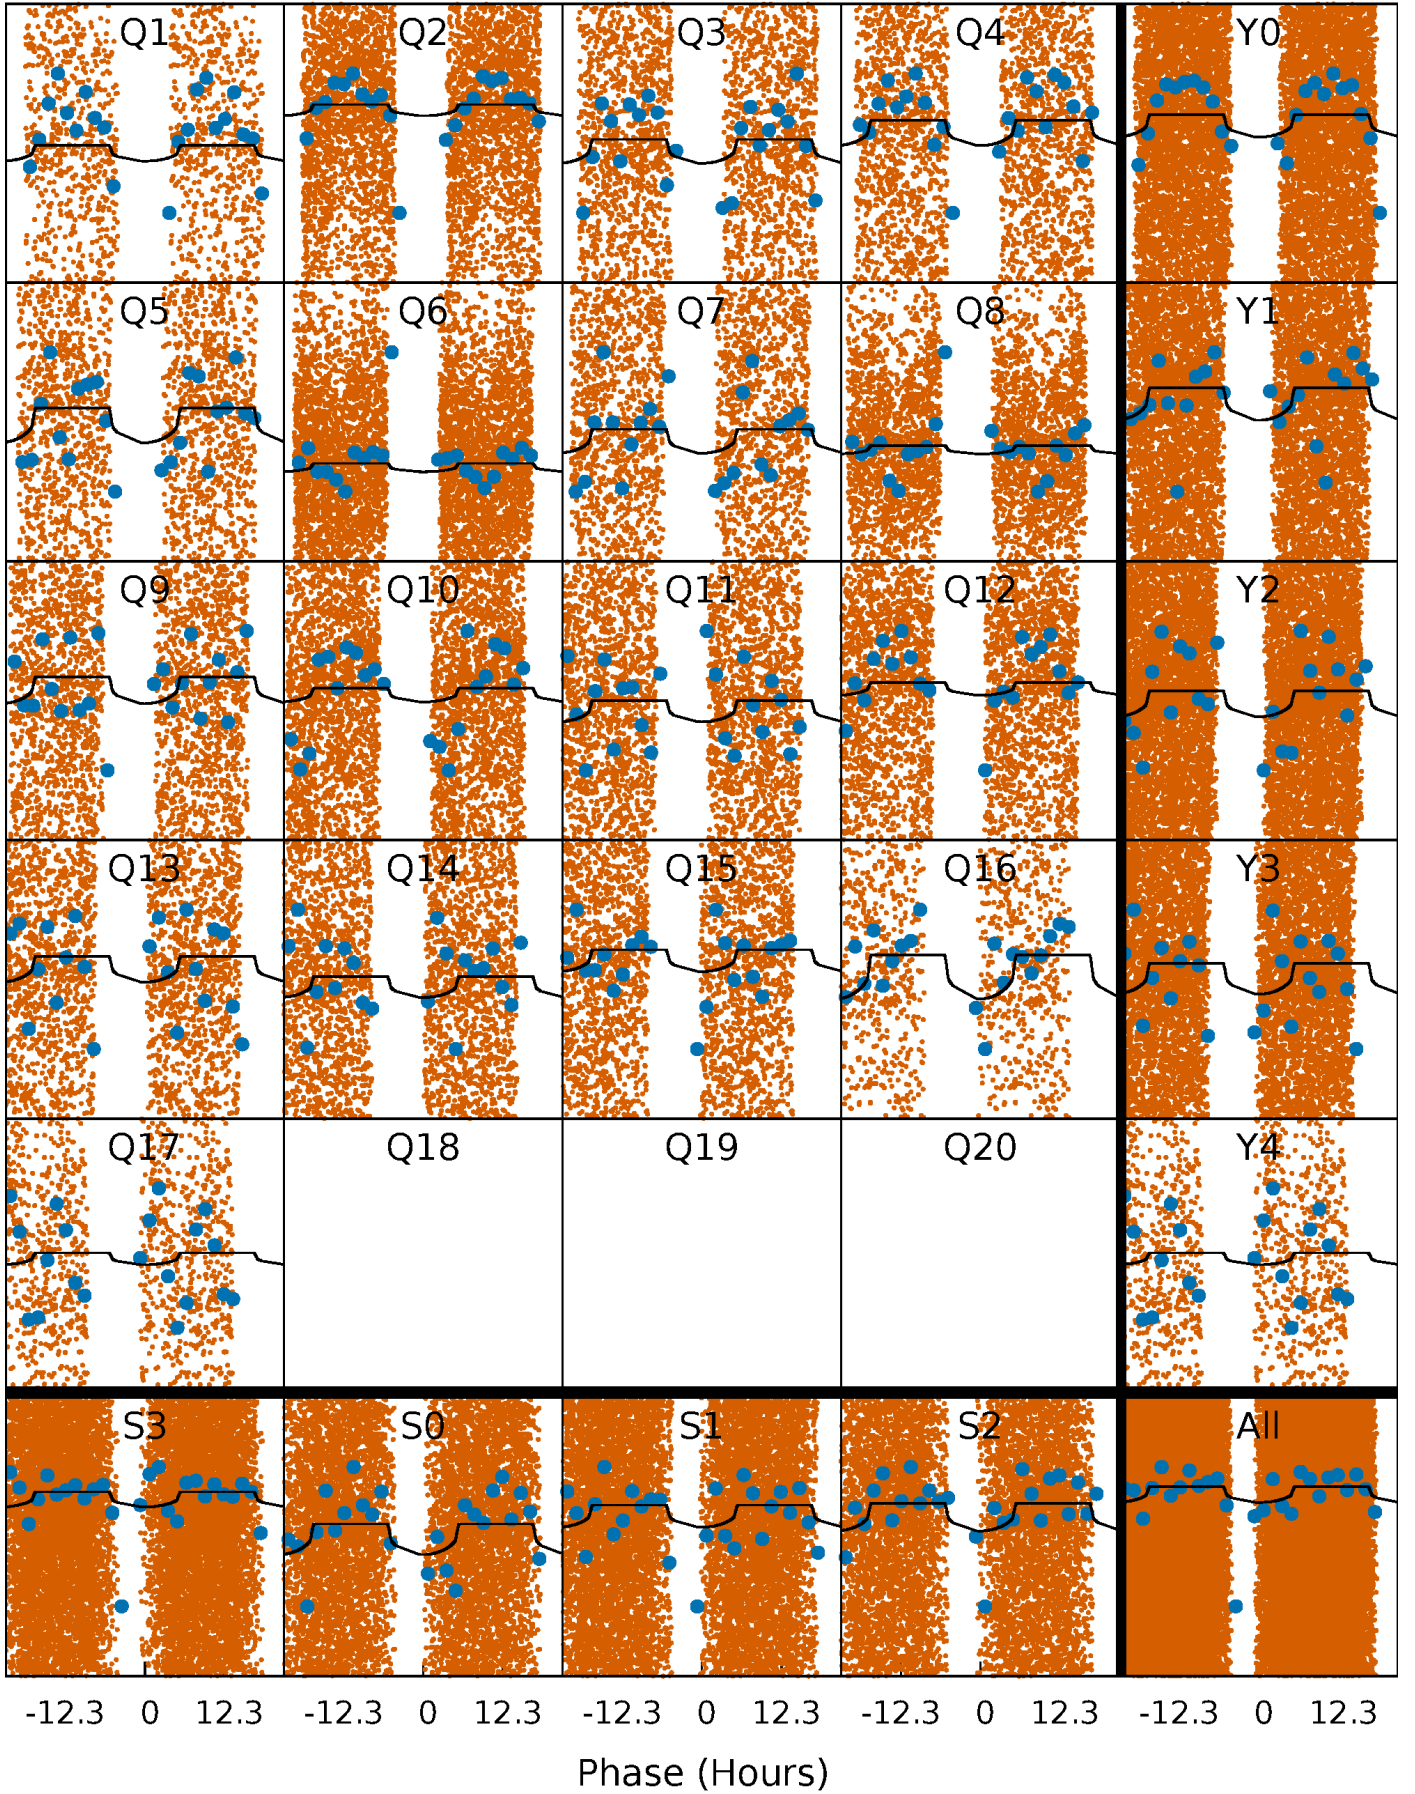 Q1 Q2 Q3 Q4 Y0
Q5 Q6 Q7 Q8 Y1
Q9 Q10 Q11 Q12 Y2
Q13 Q14 Q15 Q16 Y3
Q17 Q18 Q19 Q20 Y4
S3 S0 S1 S2 All
-12.3 0 12.3 -12.3 0 12.3 -12.3 0 12.3 -12.3 0 12.3 -12.3 0 12.3
Phase (Hours)